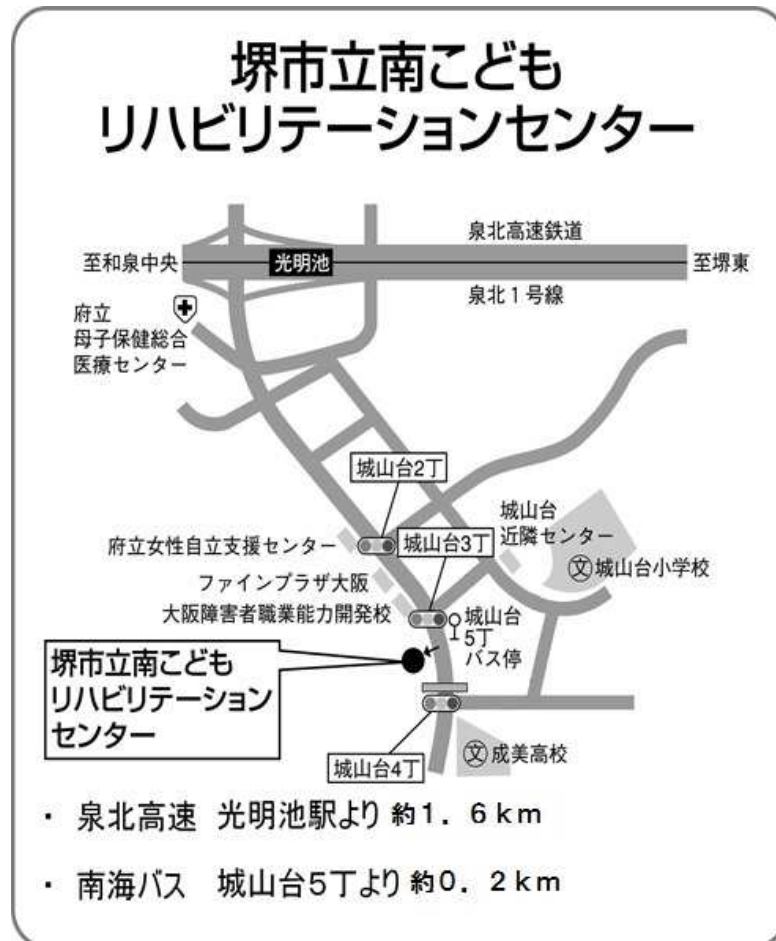 堺市立南こども
リハビリテーションセンター
泉北高速鉄道
至和泉中央
光明池
至堺東
泉北1号線
府立
母子保健総合
医療センター
城山台2丁
城山台
近隣センター
府立女性自立支援センター
城山台3丁
文城山台小学校
ファインプラザ大阪
大阪障害者職業能力開発校
城山台
5丁
バス停
堺市立南こども
リハビリテーション
センター
城山台4丁
文成美高校
・ 泉北高速 光明池駅より 約1．6km
・ 南海バス 城山台5丁より 約0．2km